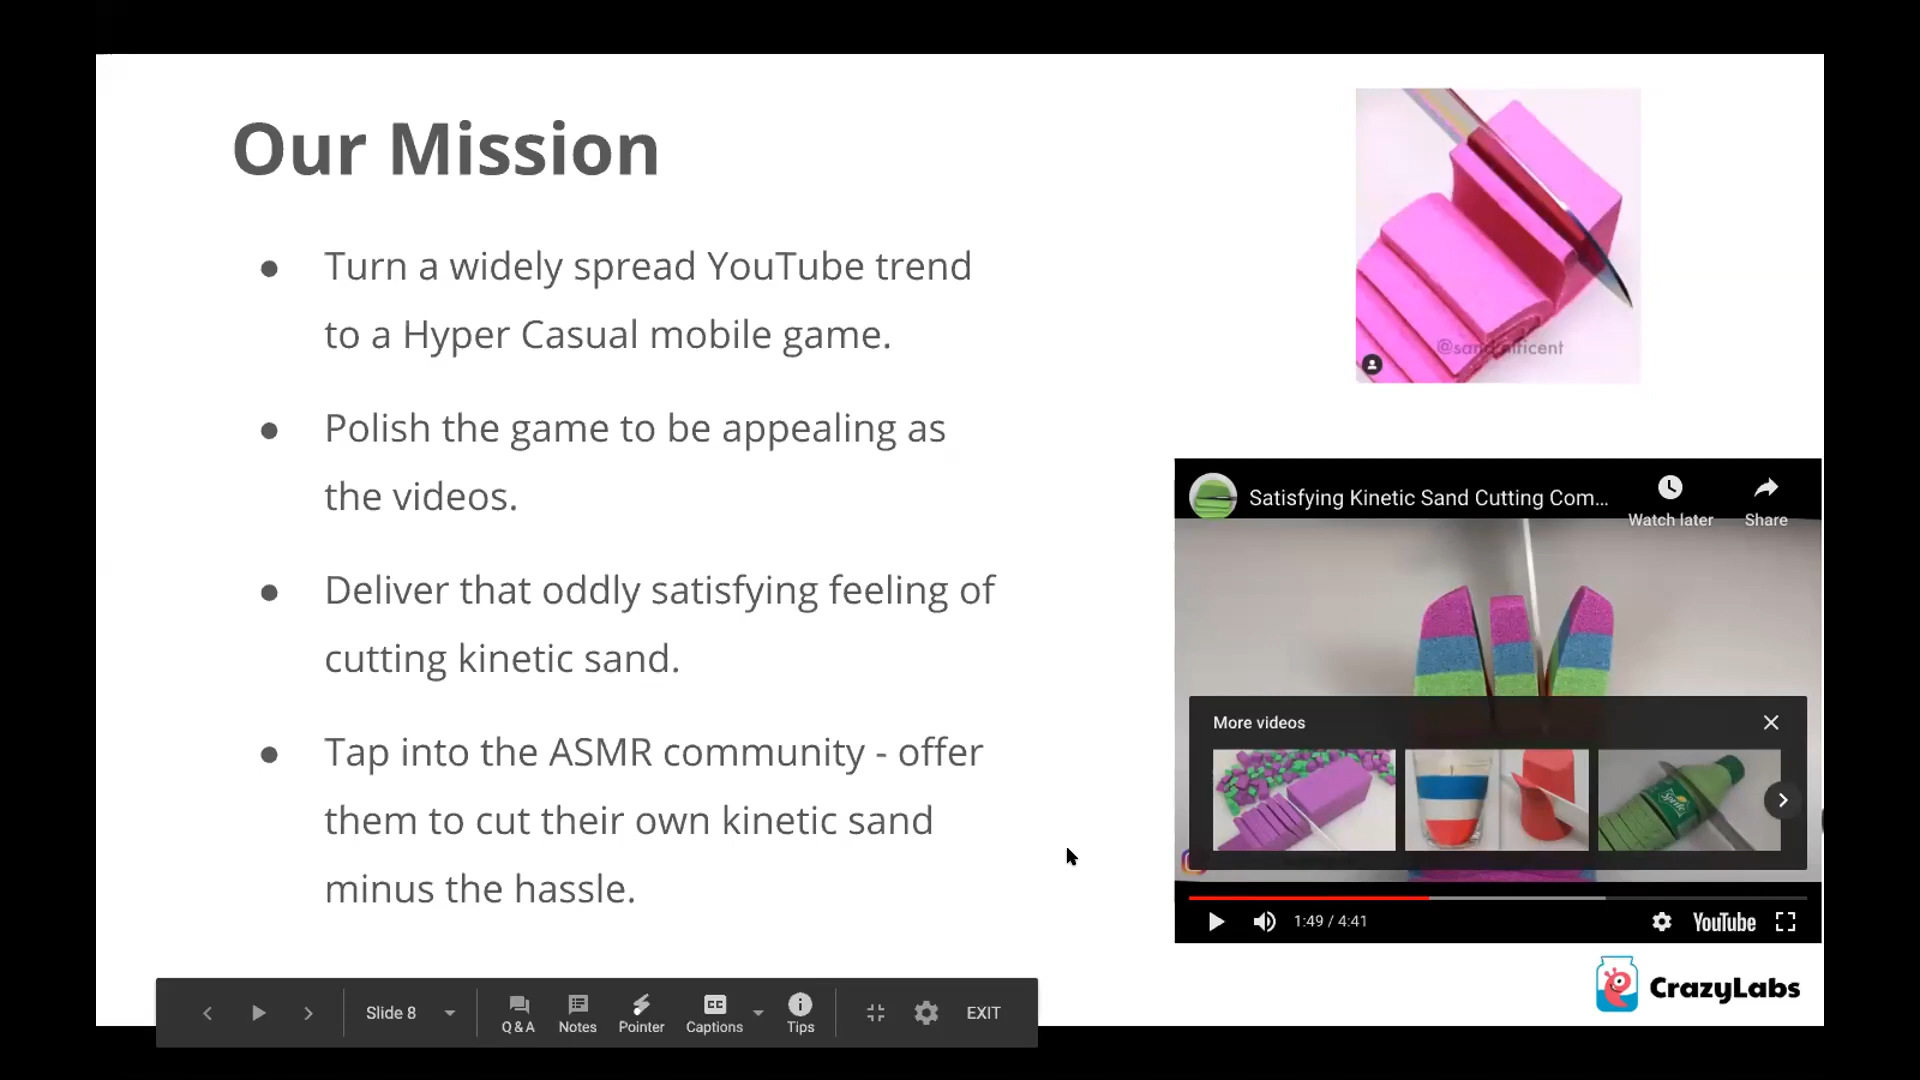 Our Mission
● Turn a widely spread YouTube trend
to a Hyper Casual mobile game.
● Polish the game to be appealing as
the videos.
● Deliver that oddly satisfying feeling of
cutting kinetic sand.
● Tap into the ASMR community - offer
them to cut their own kinetic sand
minus the hassle.
Satisfying Kinetic Sand Cutting Com...
Watch later
Share
More videos
Sprite
1:49 / 4:41
YouTube
CrazyLabs
Slide 8
Q&A
Notes
CC
Pointer
Captions
Tips
EXIT